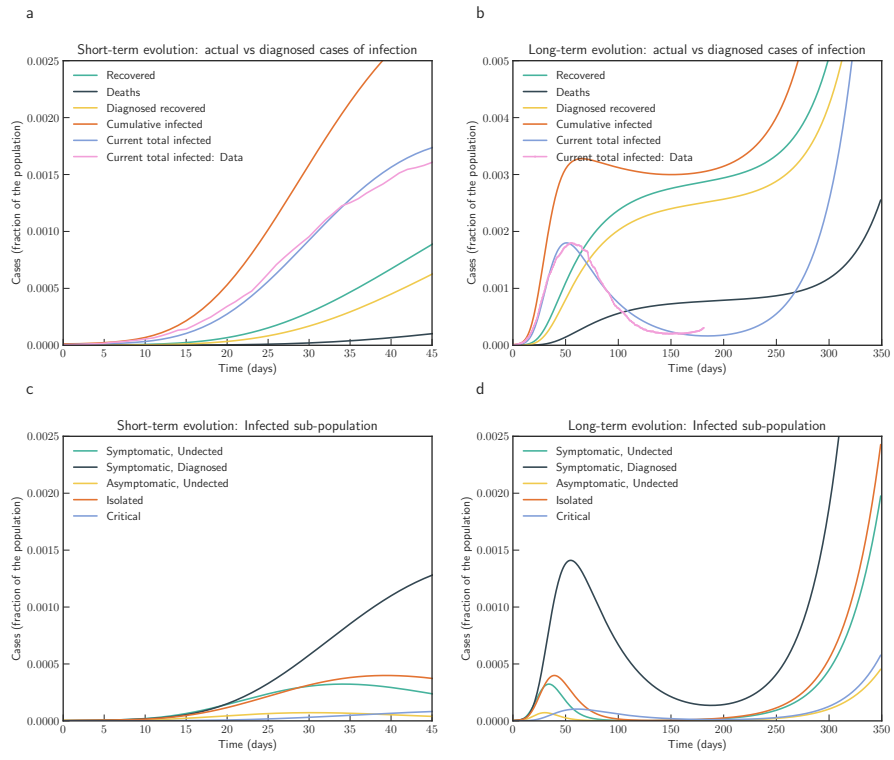 a
Short-term evolution: actual vs diagnosed cases of infection
0.0025
0.0020
0.0015
0.0010
0.0005
0.0000
Cases (fraction of the population)
Recovered
Deaths
Diagnosed recovered
Cumulative infected
Current total infected
Current total infected: Data
0 5 10 15 20 25 30 35 40 45
Time (days)
b
Long-term evolution: actual vs diagnosed cases of infection
0.005
0.003
0.003
0.002
0.001
0.000
Cases (fraction of the population)
Recovered
Deaths
Diagnosed recovered
Cumulative infected
Current total infected
Current total infected: Data
0 50 100 150 200 250 300 350
Time (days)
c
Short-term evolution: Infected sub-population
0.0025
0.0020
0.0015
0.0010
0.0005
0.0000
Cases (fraction of the population)
Symptomatic, Undected
Symptomatic, Diagnosed
Asymptomatic, Undected
Isolated
Critical
0 5 10 15 20 25 30 35 40 45
Time (days)
d
Long-term evolution: Infected sub-population
0.0025
0.0020
0.0015
0.0010
0.0005
0.0000
Cases (fraction of the population)
Symptomatic, Undected
Symptomatic, Diagnosed
Asymptomatic, Undected
Isolated
Critical
0 50 100 150 200 250 300 350
Time (days)